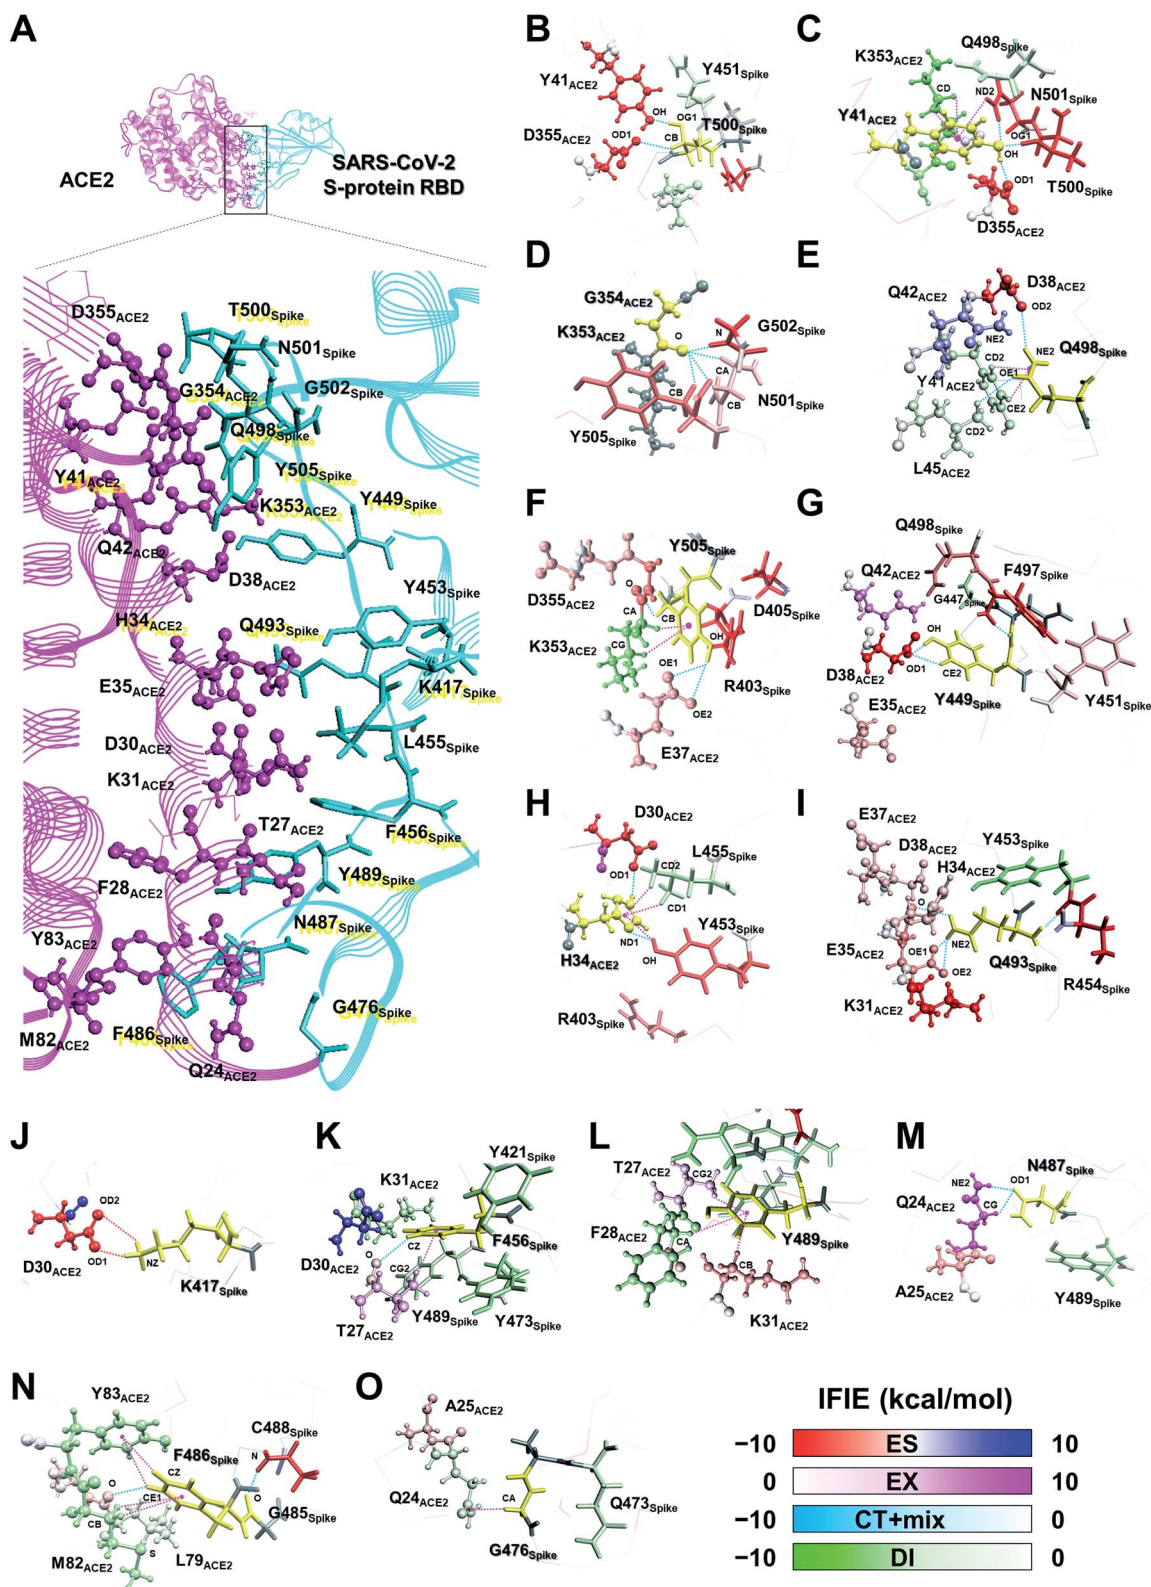 A
ACE2
SARS-CoV-2
S-protein RBD
D355ACE2
T500Spike
N501Spike
G354ACE2
G502Spike
Q498Spike
Y41ACE2
Y505Spike
K353ACE2
Y449Spike
Q42ACE2
D38ACE2
Y453Spike
H34ACE2
Q493Spike
E35ACE2
K417Spike
D30ACE2
L455Spike
K31ACE2
T27ACE2
F456Spike
F28ACE2
Y489Spike
N487Spike
Y83ACE2
G476Spike
M82ACE2
F486Spike
Q24ACE2
B
Y41ACE2
Y451Spike
OH
OG1
D355ACE2
OD1
CB
T500Spike
C
Q498Spike
K353ACE2
CD
ND2
N501Spike
Y41ACE2
OG1
OH
OD1
T500Spike
D355ACE2
D
G354ACE2
K353ACE2
O
N
G502Spike
CA
CB
CB
N501Spike
Y505Spike
E
Q42ACE2
D38ACE2
OD2
NE2
NE2
Q498Spike
CD2
OE1
Y41ACE2
CE2
CD2
L45ACE2
F
Y505Spike
D355ACE2
O
CA
CB
D405Spike
K353ACE2
CG
OH
OE1
R403Spike
OE2
E37ACE2
G
Q498Spike
Q42ACE2
F497Spike
G447Spike
OH
D38ACE2
OD1
CE2
Y449Spike
Y451Spike
E35ACE2
H
D30ACE2
L455Spike
OD1
CD2
CD1
Y453Spike
ND1
H34ACE2
OH
R403Spike
I
E37ACE2
D38ACE2
Y453Spike
H34ACE2
O
E35ACE2
OE1
NE2
OE2
Q493Spike
K31ACE2
R454Spike
J
OD2
D30ACE2
OD1
NZ
K417Spike
K
Y421Spike
K31ACE2
F456Spike
O
CZ
D30ACE2
CG2
Y489Spike
Y473Spike
T27ACE2
L
T27ACE2
CG2
F28ACE2
CA
Y489Spike
CB
K31ACE2
M
N487Spike
NE2
OD1
Q24ACE2
CG
A25ACE2
Y489Spike
N
Y83ACE2
C488Spike
F486Spike
N
CZ
O
CE1
O
G485Spike
CB
S
M82ACE2
L79ACE2
O
A25ACE2
Q24ACE2
CA
Q473Spike
G476Spike
IFIE (kcal/mol)
−10 ES 10
0 EX 10
−10 CT+mix 0
−10 DI 0